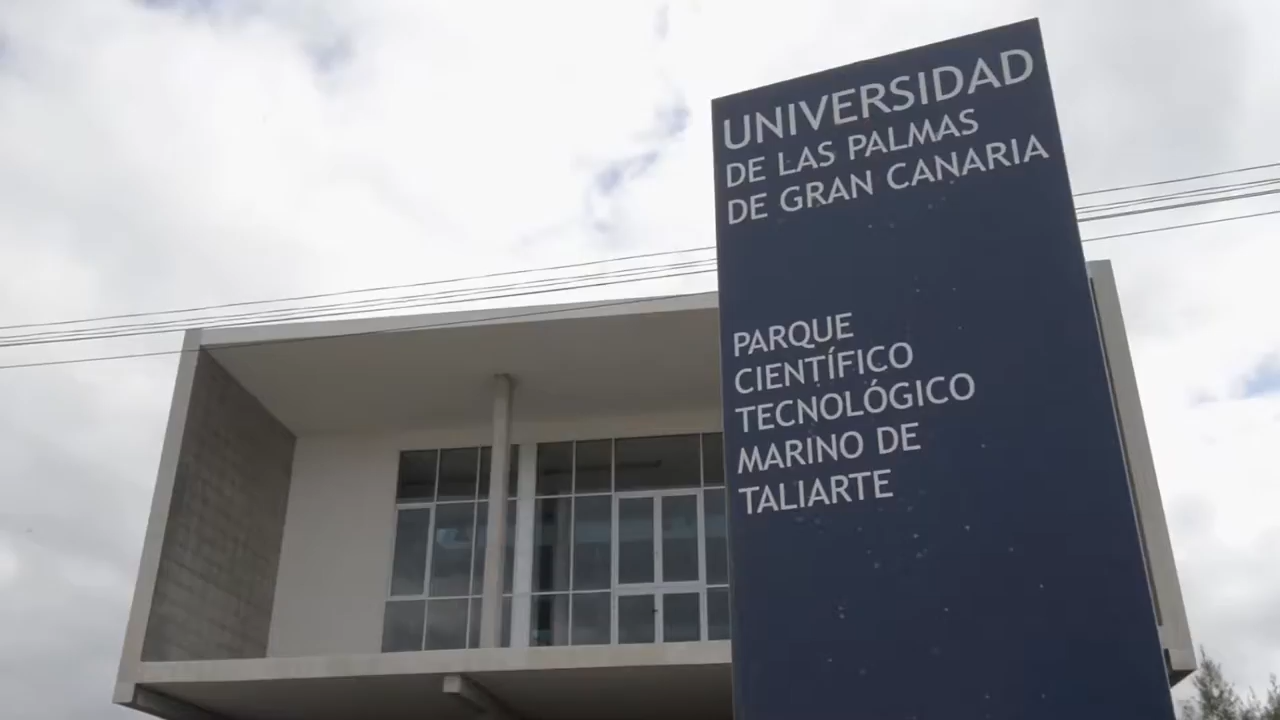 UNIVERSIDAD
DE LAS PALMAS
DE GRAN CANARIA
PARQUE
CIENTÍFICO
TECNOLÓGICO
MARINO DE
TALIARTE